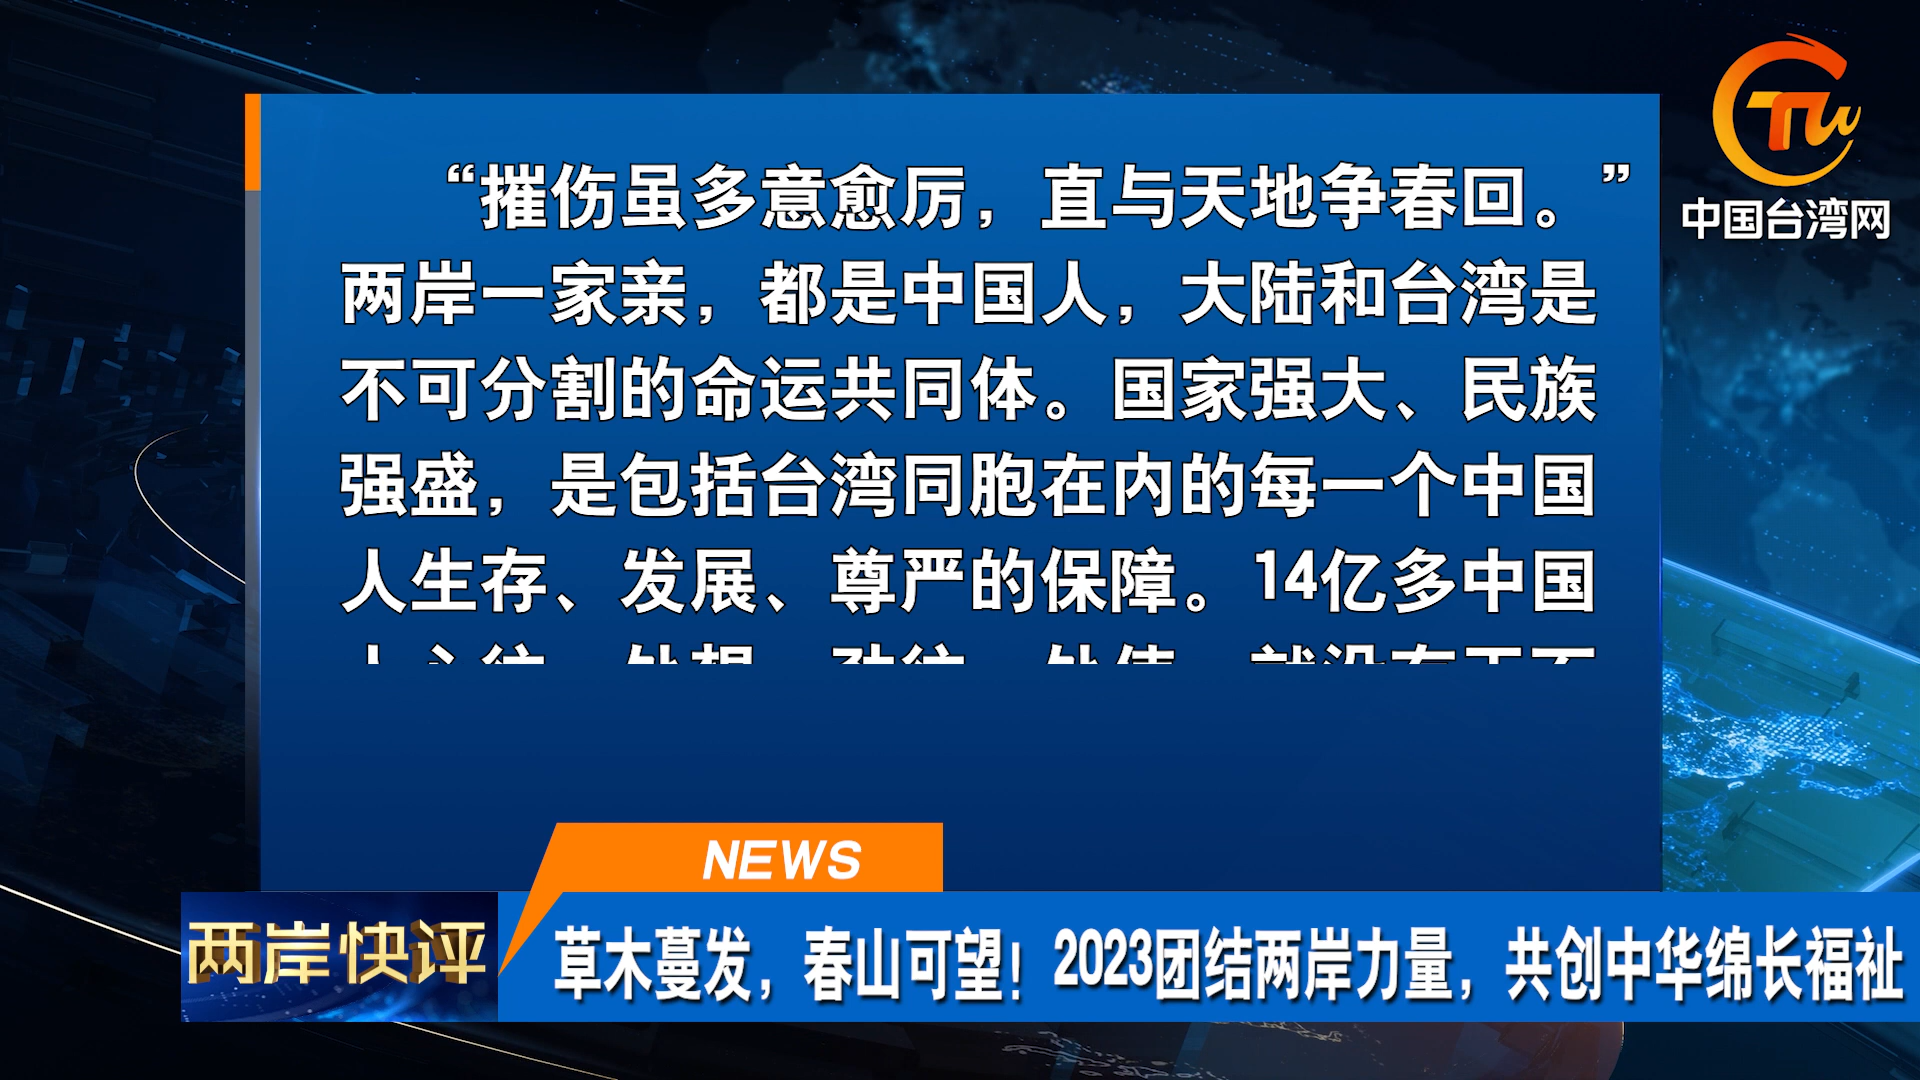 “摧伤虽多意愈厉，直与天地争春回。”
两岸一家亲，都是中国人，大陆和台湾是
不可分割的命运共同体。国家强大、民族
强盛，是包括台湾同胞在内的每一个中国
人生存、发展、尊严的保障。14亿多中国
中国台湾网
NEWS
两岸快评
草木蔓发，春山可望！2023团结两岸力量，共创中华绵长福祉